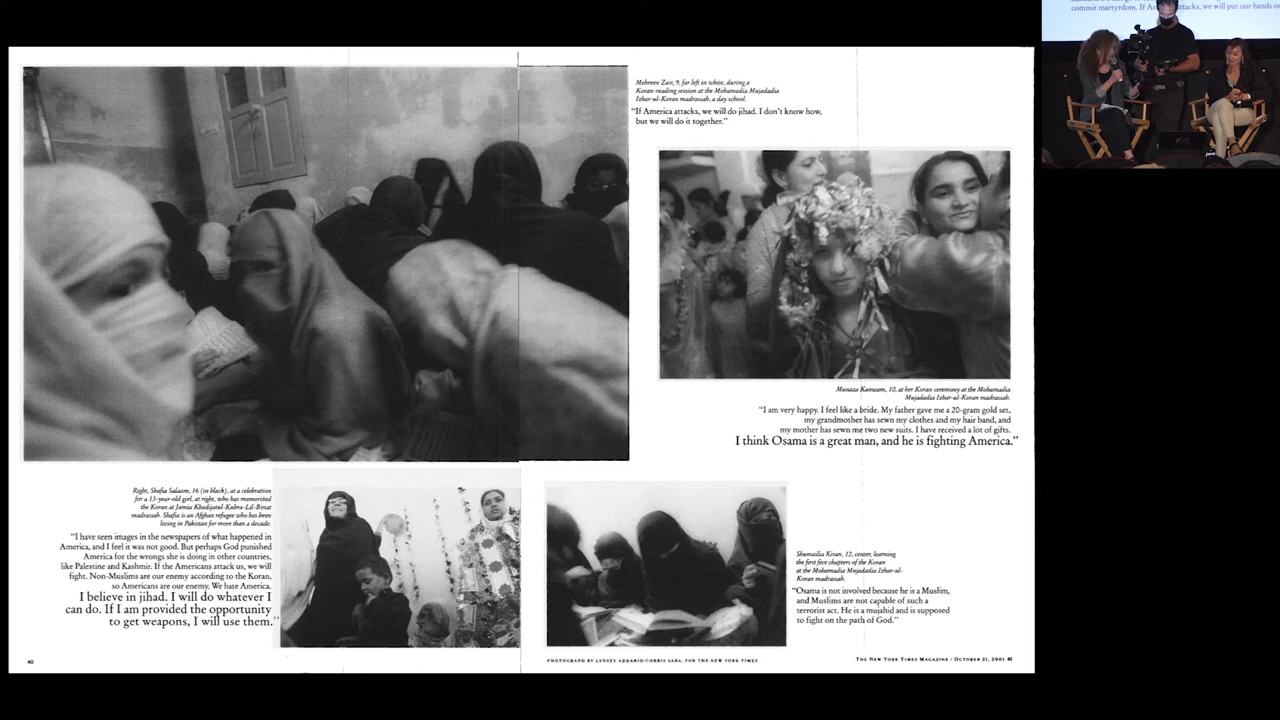 Mehreen Zair, 9, far left in white, during a
Koran-reading session at the Mohamadia Mujadadia
Izhar-ul-Koran madrassah, a day school.
“If America attacks, we will do jihad. I don’t know how,
but we will do it together.”
Munaza Kanwam, 10, at her Koran ceremony at the Mohamadia
Mujadadia Izhar-ul-Koran madrassah.
“I am very happy. I feel like a bride. My father gave me a 20-gram gold set,
my grandmother has sewn my clothes and my hair band, and
my mother has sewn me two new suits. I have received a lot of gifts.
I think Osama is a great man, and he is fighting America.”
Right, Shafia Salaam, 16 (in black), at a celebration
for a 13-year-old girl, at right, who has memorized
the Koran at Jamia Khadijatul-Kubra-Lil-Binat
madrassah. Shafia is an Afghan refugee who has been
living in Pakistan for more than a decade.
“I have seen images in the newspapers of what happened in
America, and I feel it was not good. But perhaps God punished
America for the wrongs she is doing in other countries,
like Palestine and Kashmir. If the Americans attack us, we will
fight. Non-Muslims are our enemy according to the Koran,
so Americans are our enemy. We hate America.
I believe in jihad. I will do whatever I
can do. If I am provided the opportunity
to get weapons, I will use them.”
Shumaila Kiran, 12, center, learning
the first five chapters of the Koran
at the Mohamadia Mujadadia Izhar-ul-
Koran madrassah.
“Osama is not involved because he is a Muslim,
and Muslims are not capable of such a
terrorist act. He is a mujahid and is supposed
to fight on the path of God.”
40
PHOTOGRAPH BY LYNSEY ADDARIO/CORBIS SABA, FOR THE NEW YORK TIMES
THE NEW YORK TIMES MAGAZINE / OCTOBER 21, 2001 41
commit martyrdom. If America attacks, we will put our hands on